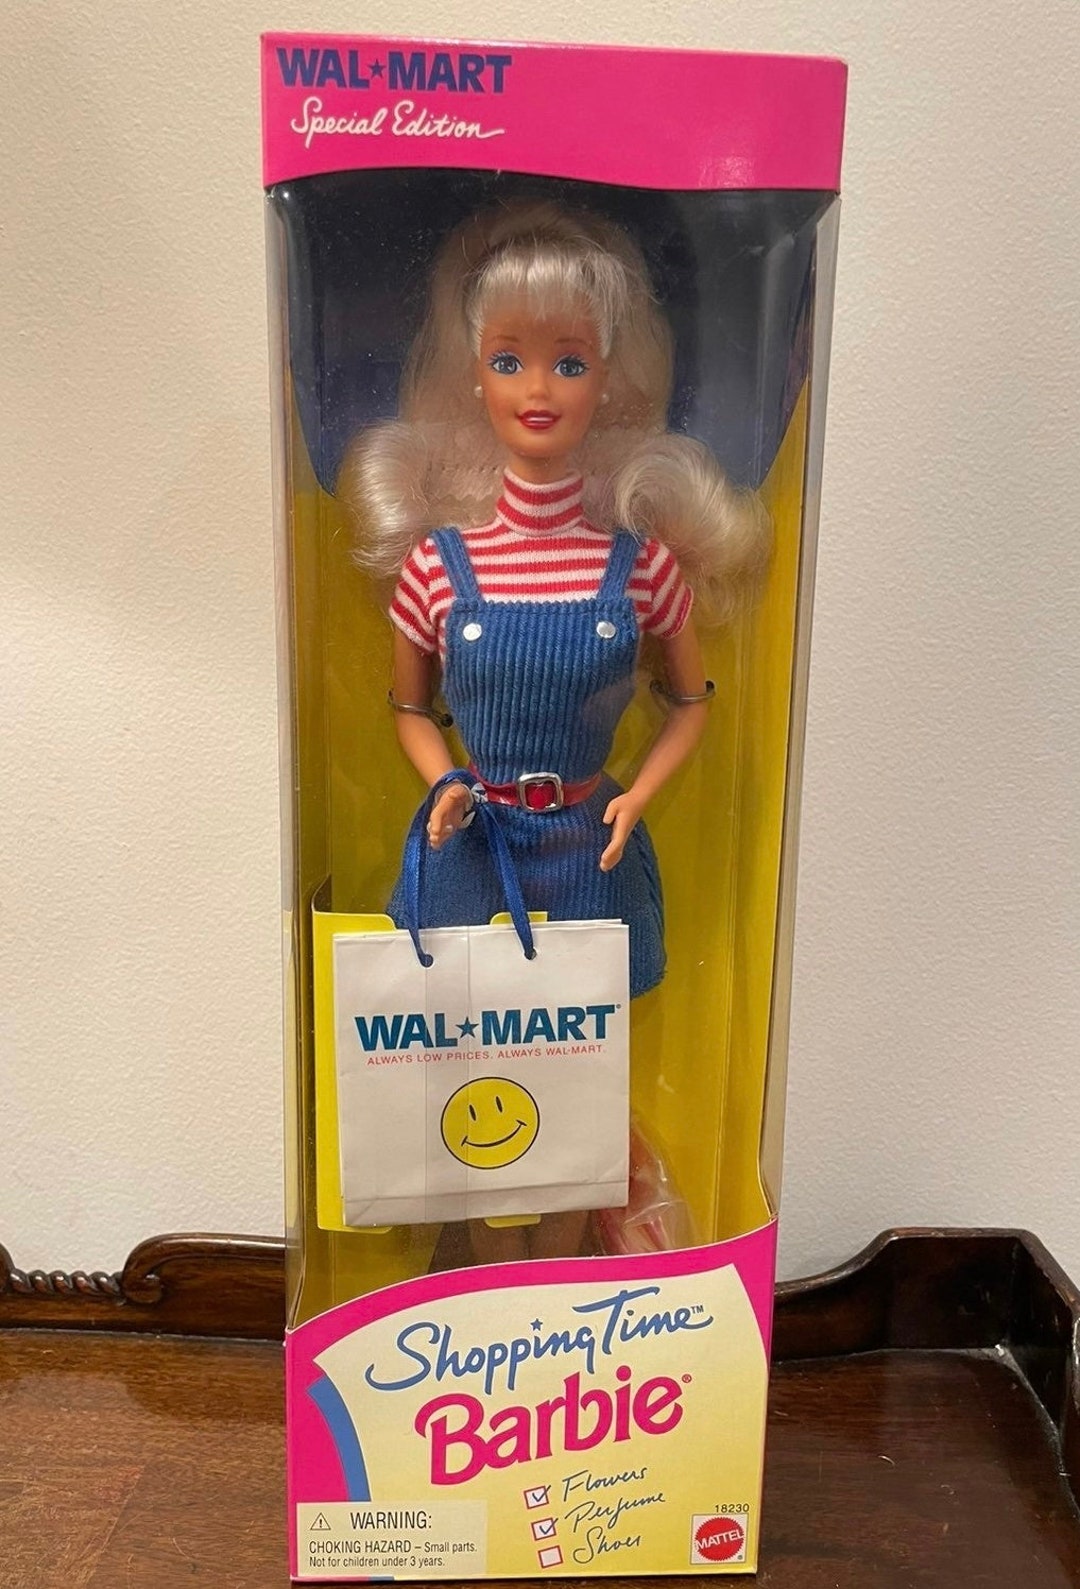 WAL★MART
Special Edition
WAL★MART®
ALWAYS LOW PRICES. ALWAYS WAL-MART.
Shopping Time™
Barbie®
Flowers
Perfume
Shoes
⚠ WARNING:
CHOKING HAZARD – Small parts.
Not for children under 3 years.
18230
MATTEL®